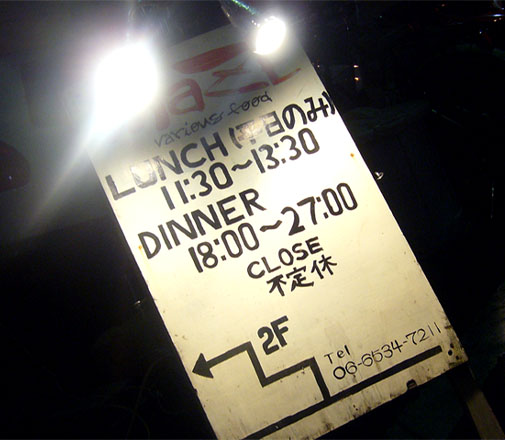 various food
LUNCH(平日のみ)
11:30～13:30
DINNER
18:00～27:00
CLOSE
不定休
2F
Tel
06-6534-7211